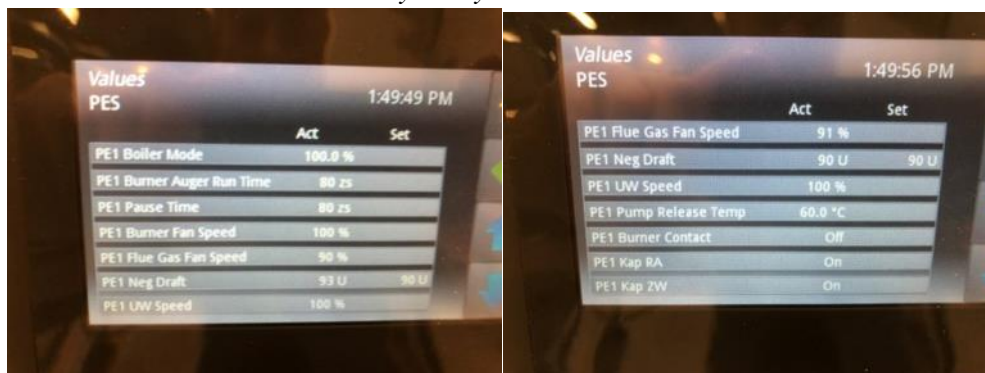 Values
PES 1:49:49 PM
Act Set
PE1 Boiler Mode 100.0 %
PE1 Burner Auger Run Time 80 zs
PE1 Pause Time 80 zs
PE1 Burner Fan Speed 100 %
PE1 Flue Gas Fan Speed 90 %
PE1 Neg Draft 93 U 90 U
PE1 UW Speed 100 %
Values
PES 1:49:56 PM
Act Set
PE1 Flue Gas Fan Speed 91 %
PE1 Neg Draft 90 U 90 U
PE1 UW Speed 100 %
PE1 Pump Release Temp 60.0 °C
PE1 Burner Contact Off
PE1 Kap RA On
PE1 Kap ZW On